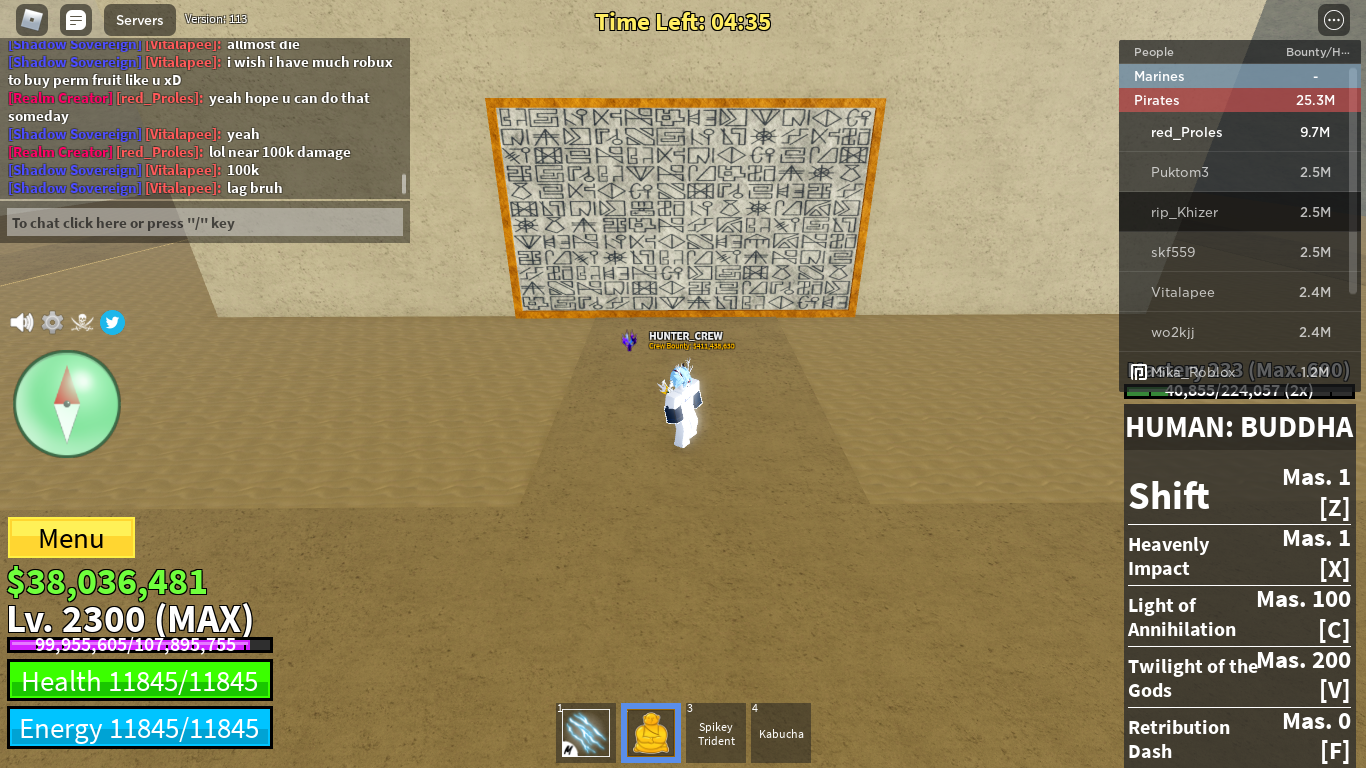 Servers
Version: 113
Time Left: 04:35
[Shadow Sovereign] [Vitalapee]: allmost die
[Shadow Sovereign] [Vitalapee]: i wish i have much robux
to buy perm fruit like u xD
[Realm Creator] [red_Proles]: yeah hope u can do that
someday
[Shadow Sovereign] [Vitalapee]: yeah
[Realm Creator] [red_Proles]: lol near 100k damage
[Shadow Sovereign] [Vitalapee]: 100k
[Shadow Sovereign] [Vitalapee]: lag bruh
To chat click here or press "/" key
People Bounty/H...
Marines -
Pirates 25.3M
red_Proles 9.7M
Puktom3 2.5M
rip_Khizer 2.5M
skf559 2.5M
Vitalapee 2.4M
wo2kjj 2.4M
Mika_Roblox 1.2M
40,855/224,057 (2x)
HUNTER_CREW
HUMAN: BUDDHA
Shift Mas. 1 [Z]
Heavenly Impact Mas. 1 [X]
Light of Annihilation Mas. 100 [C]
Twilight of the Gods Mas. 200 [V]
Retribution Dash Mas. 0 [F]
Menu
$38,036,481
Lv. 2300 (MAX)
99,955,605/107,895,755
Health 11845/11845
Energy 11845/11845
1
3
Spikey
Trident
4
Kabucha